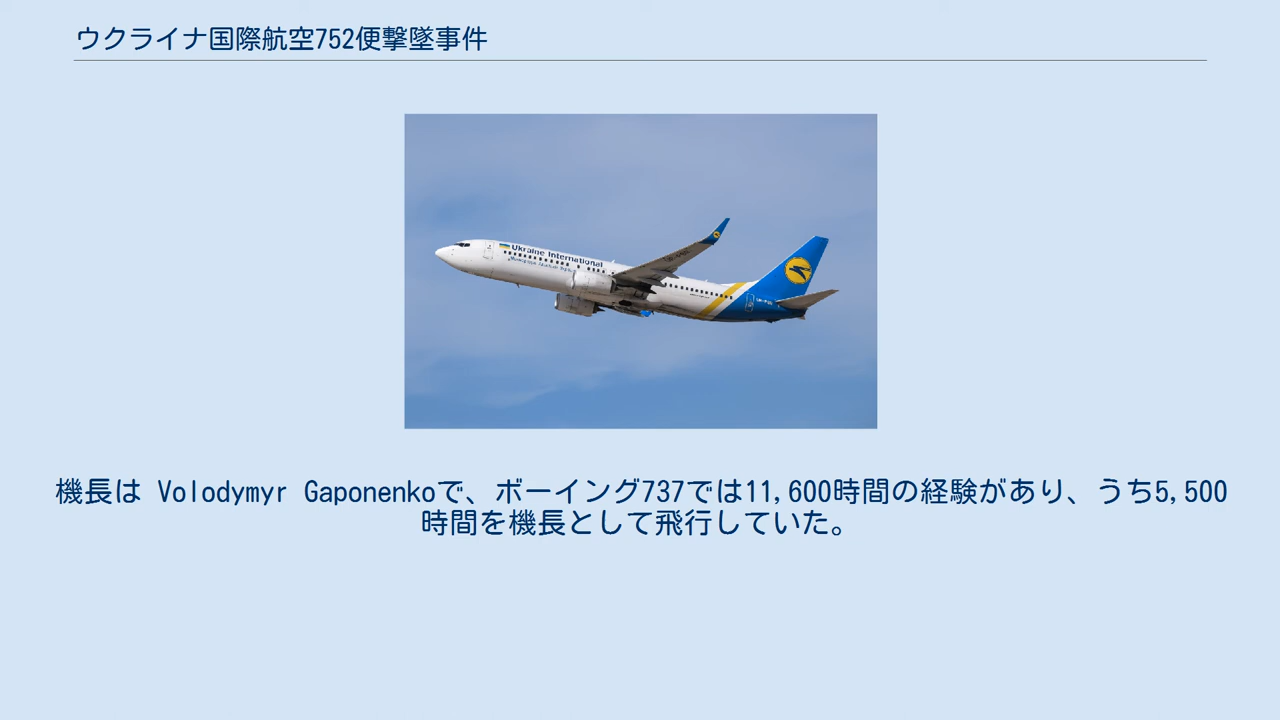 ウクライナ国際航空752便撃墜事件
Ukraine International
機長は Volodymyr Gaponenkoで、ボーイング737では11,600時間の経験があり、うち5,500
時間を機長として飛行していた。